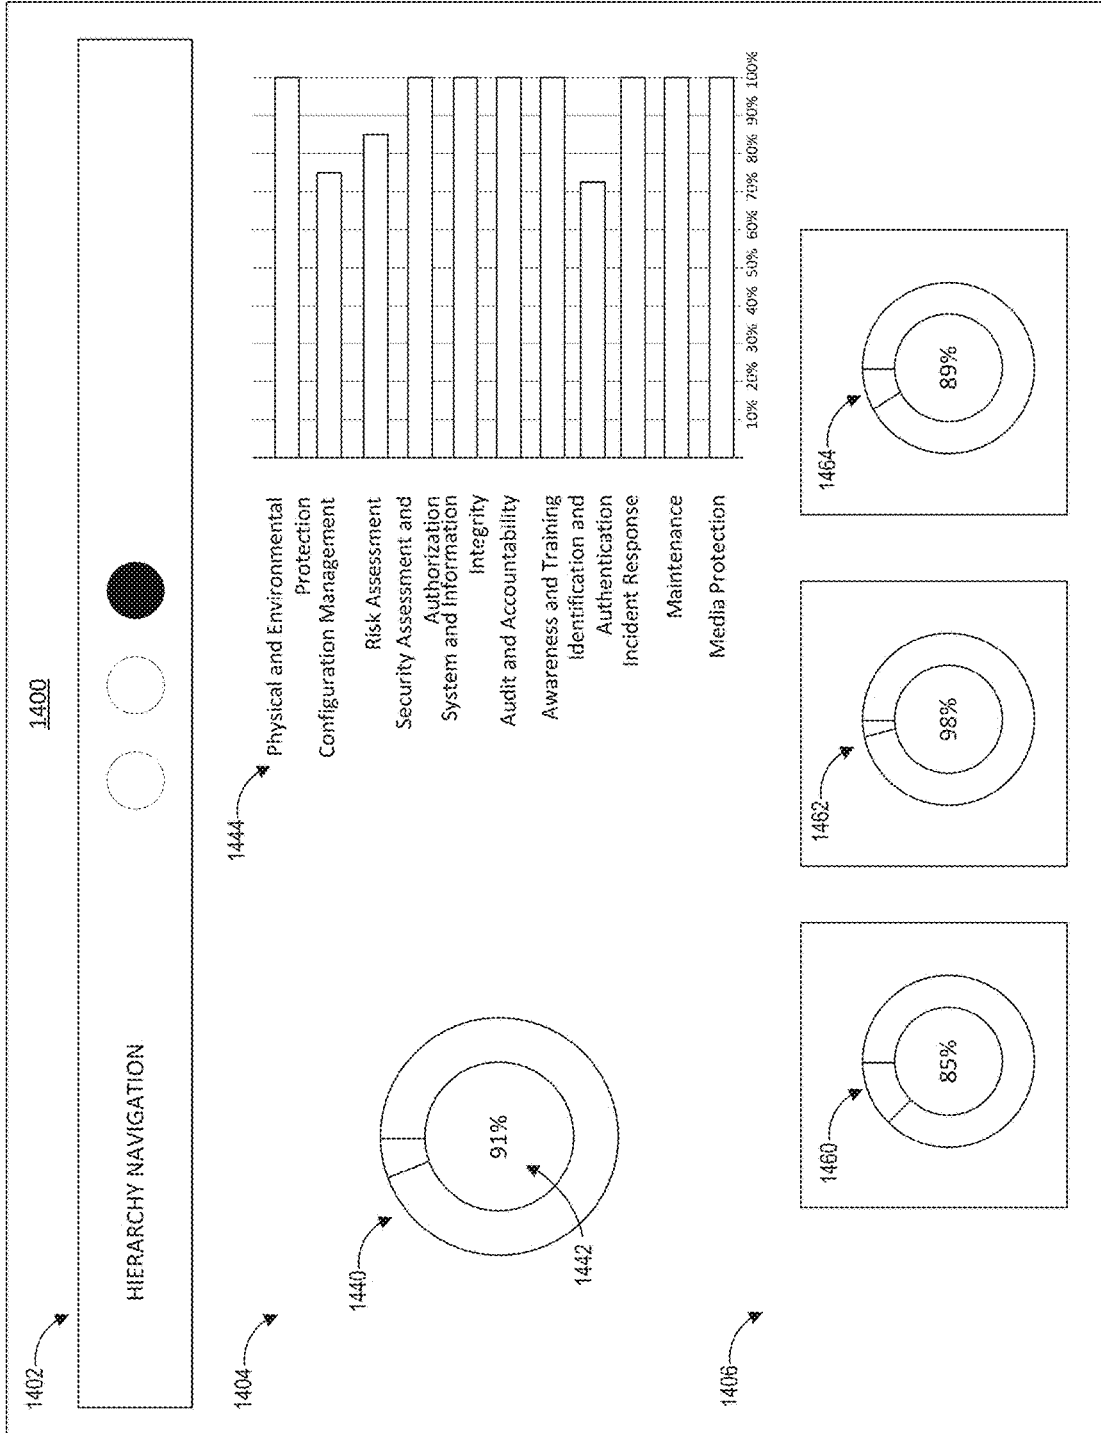 1400
1402
HIERARCHY NAVIGATION
1404
1440
91%
1442
1444
Physical and Environmental
Protection
Configuration Management
Risk Assessment
Security Assessment and
Authorization
System and Information
Integrity
Audit and Accountability
Awareness and Training
Identification and
Authentication
Incident Response
Maintenance
Media Protection
10% 20% 30% 40% 50% 60% 70% 80% 90% 100%
1406
1460
85%
1462
98%
1464
89%